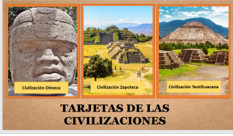 Civilización Olmeca
Civilización Zapoteca
Civilización Teotihuacana
TARJETAS DE LAS
CIVILIZACIONES